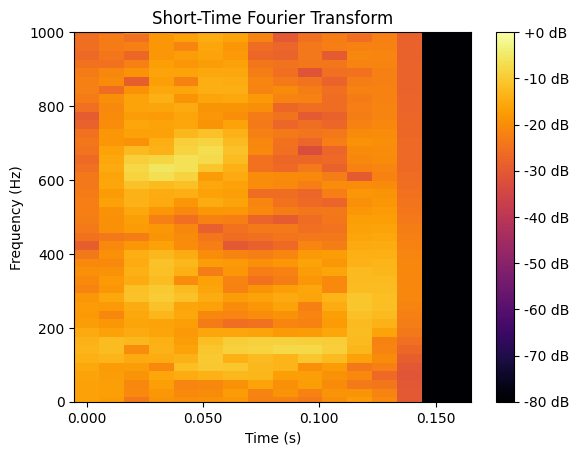 Short-Time Fourier Transform
1000
800
600
400
200
0
Frequency (Hz)
0.000
0.050
0.100
0.150
Time (s)
+0 dB
-10 dB
-20 dB
-30 dB
-40 dB
-50 dB
-60 dB
-70 dB
-80 dB